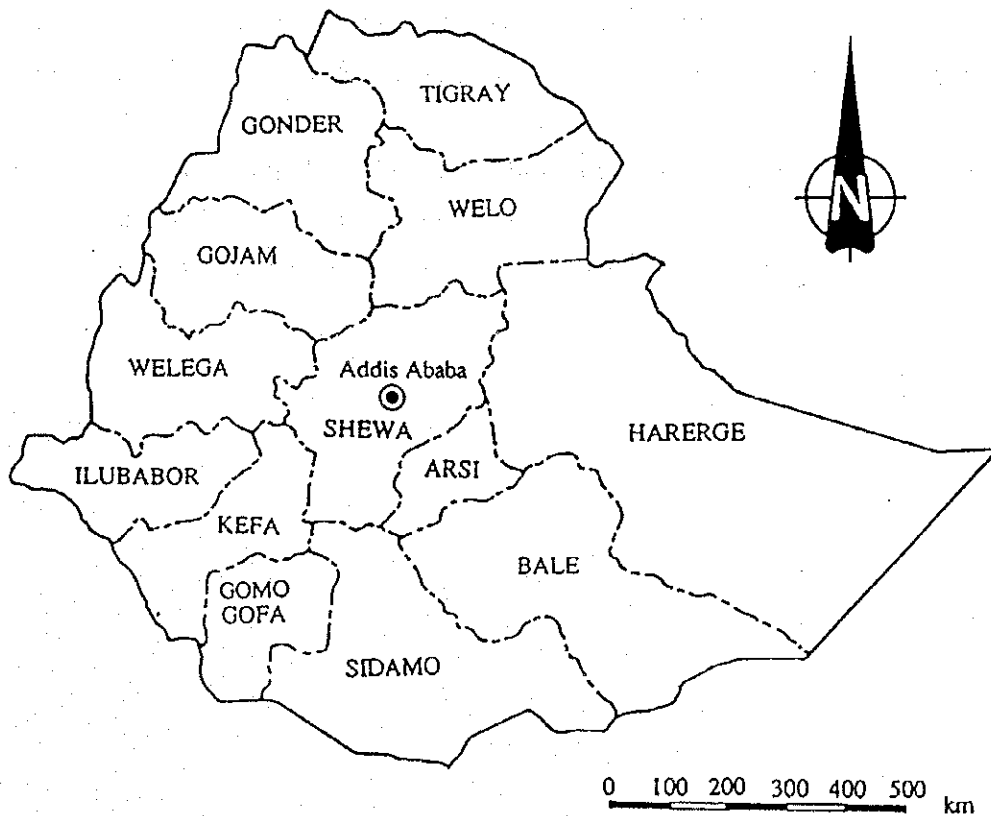 TIGRAY
GONDER
N
WELO
GOJAM
WELEGA
Addis Ababa
SHEWA
HARERGE
ILUBABOR
ARSI
KEFA
BALE
GOMO
GOFA
SIDAMO
0 100 200 300 400 500 km